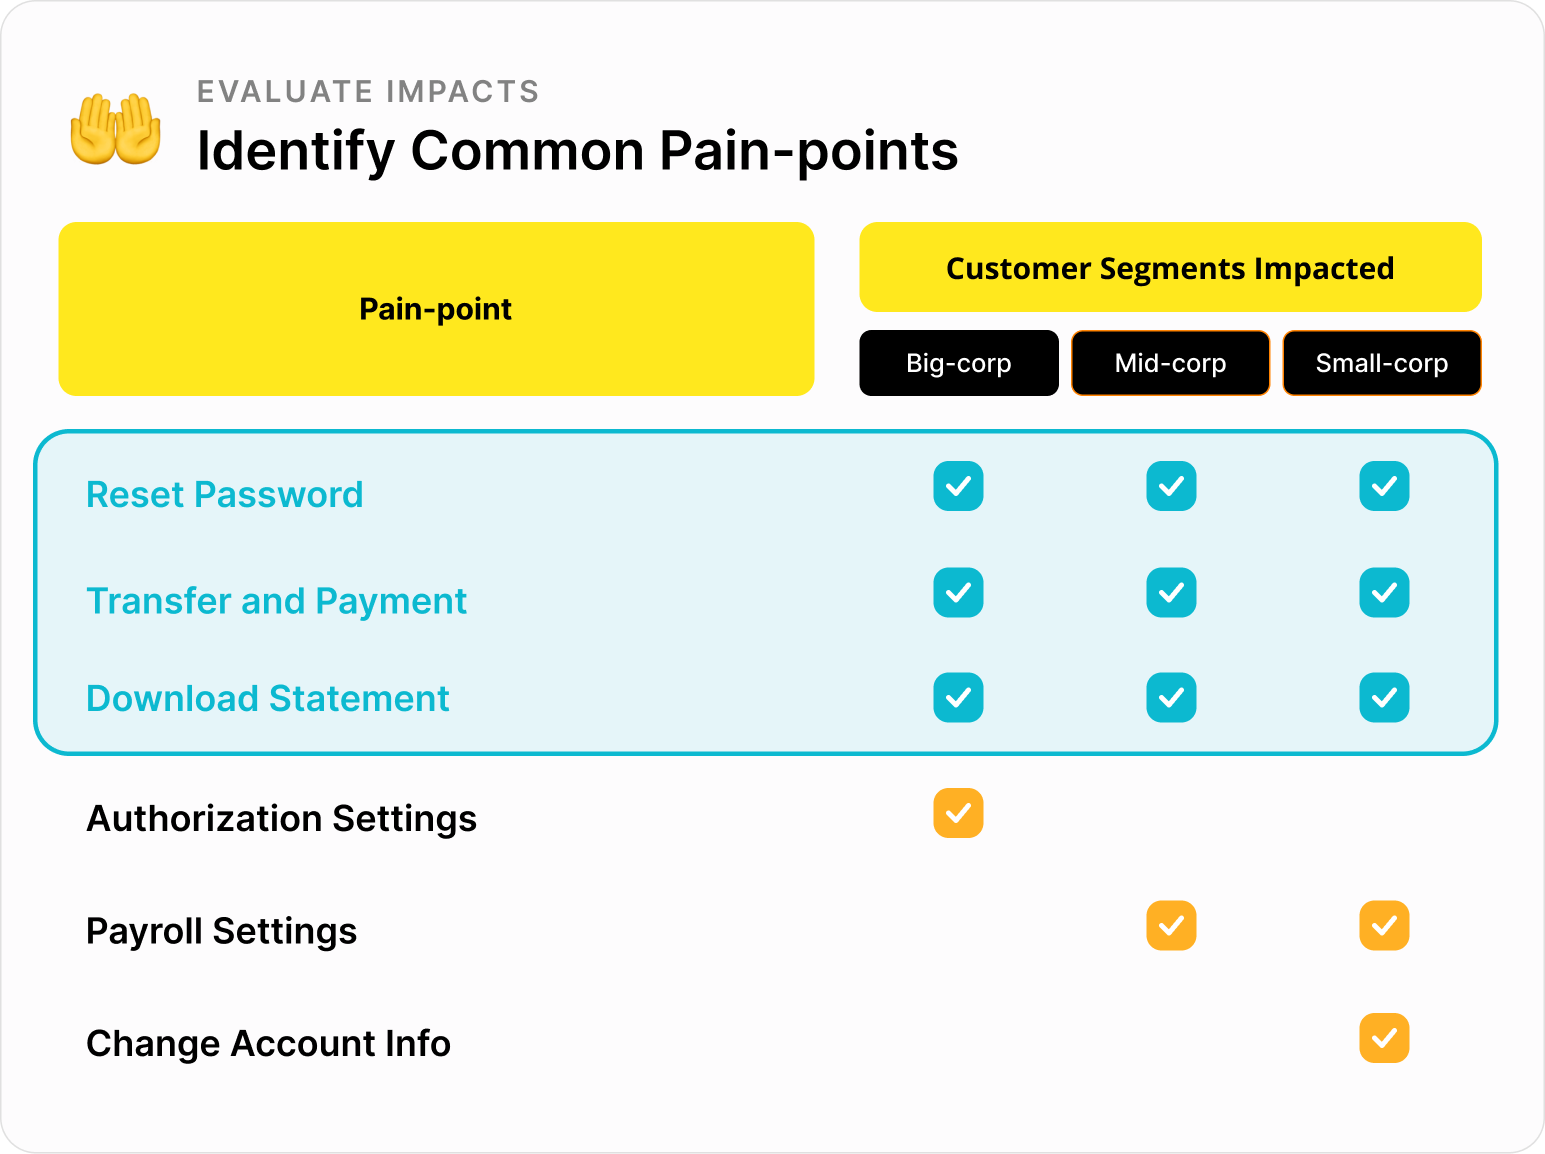 EVALUATE IMPACTS
Identify Common Pain-points
Pain-point
Customer Segments Impacted
Big-corp
Mid-corp
Small-corp
Reset Password
Transfer and Payment
Download Statement
Authorization Settings
Payroll Settings
Change Account Info